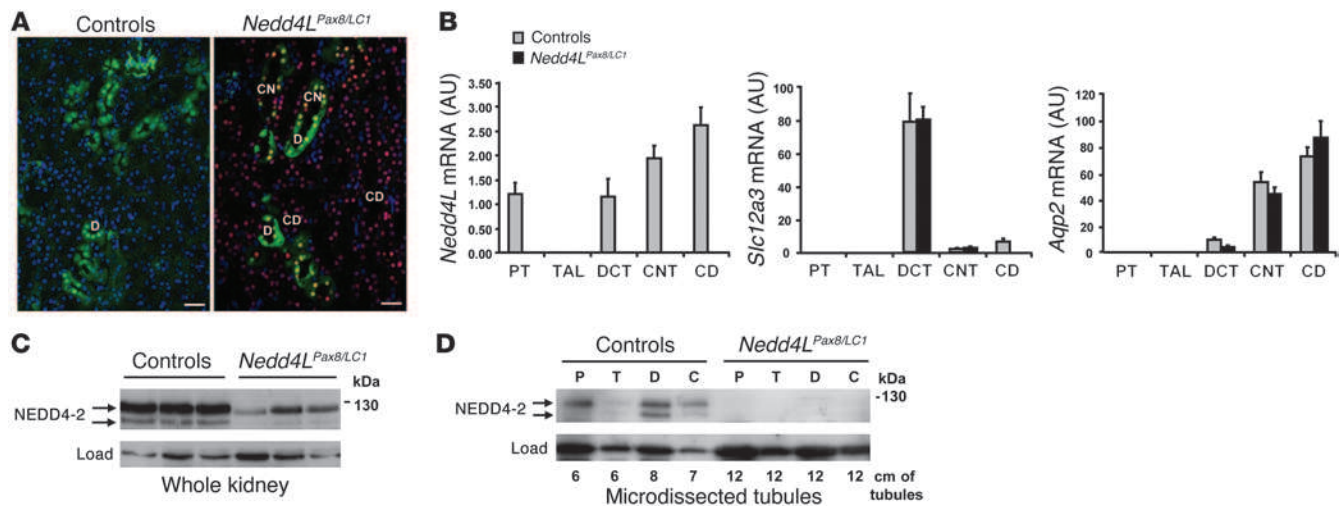 A
Controls
Nedd4L^Pax8/LC1
D
CN
CN
D
CD
CD
D
B
Controls
Nedd4L^Pax8/LC1
Nedd4L mRNA (AU)
3.50
3.00
2.50
2.00
1.50
1.00
0.50
0.00
PT TAL DCT CNT CD
Slc12a3 mRNA (AU)
100
80
60
40
20
0
PT TAL DCT CNT CD
Aqp2 mRNA (AU)
120
100
80
60
40
20
0
PT TAL DCT CNT CD
C
Controls Nedd4L^Pax8/LC1
kDa
-130
NEDD4-2
Load
Whole kidney
D
Controls Nedd4L^Pax8/LC1
P T D C P T D C kDa
-130
NEDD4-2
Load
6 6 8 7 12 12 12 12 cm of
tubules
Microdissected tubules